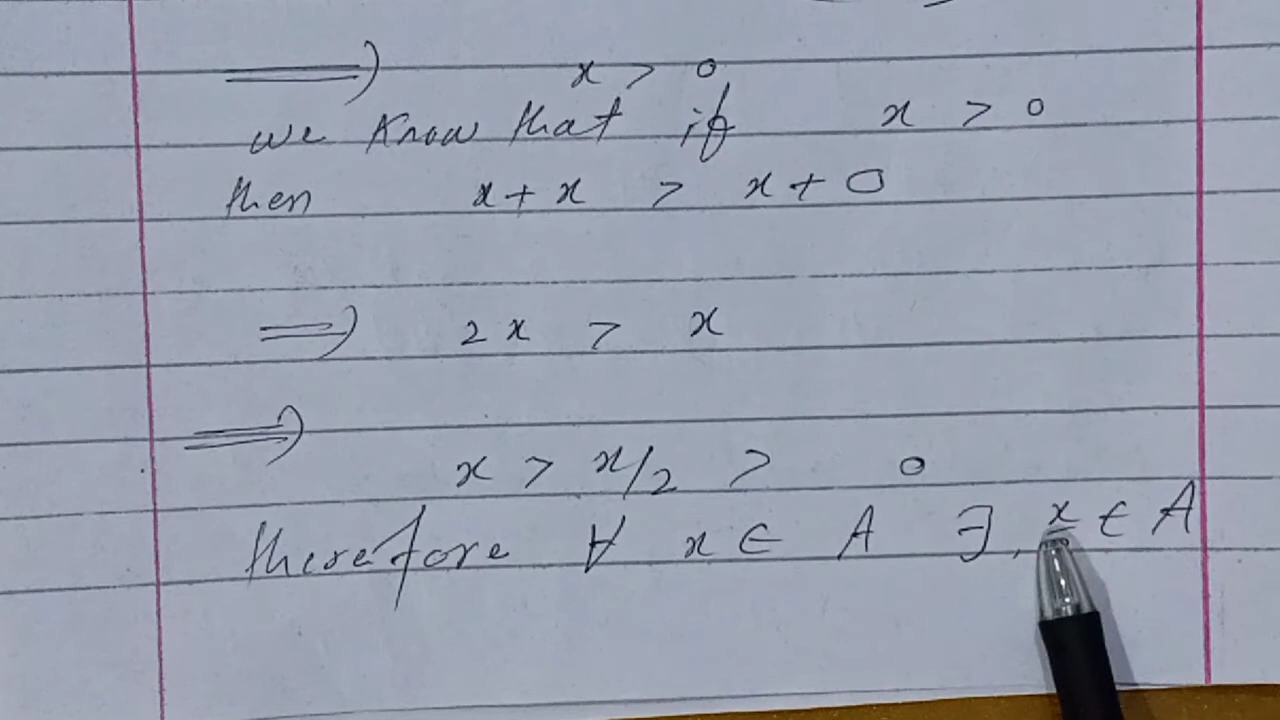 ⟹ x > 0
we know that if x > 0
then x + x > x + 0
⟹ 2x > x
⟹
x > x/2 > 0
therefore ∀ x ∈ A ∃, x ∈ A